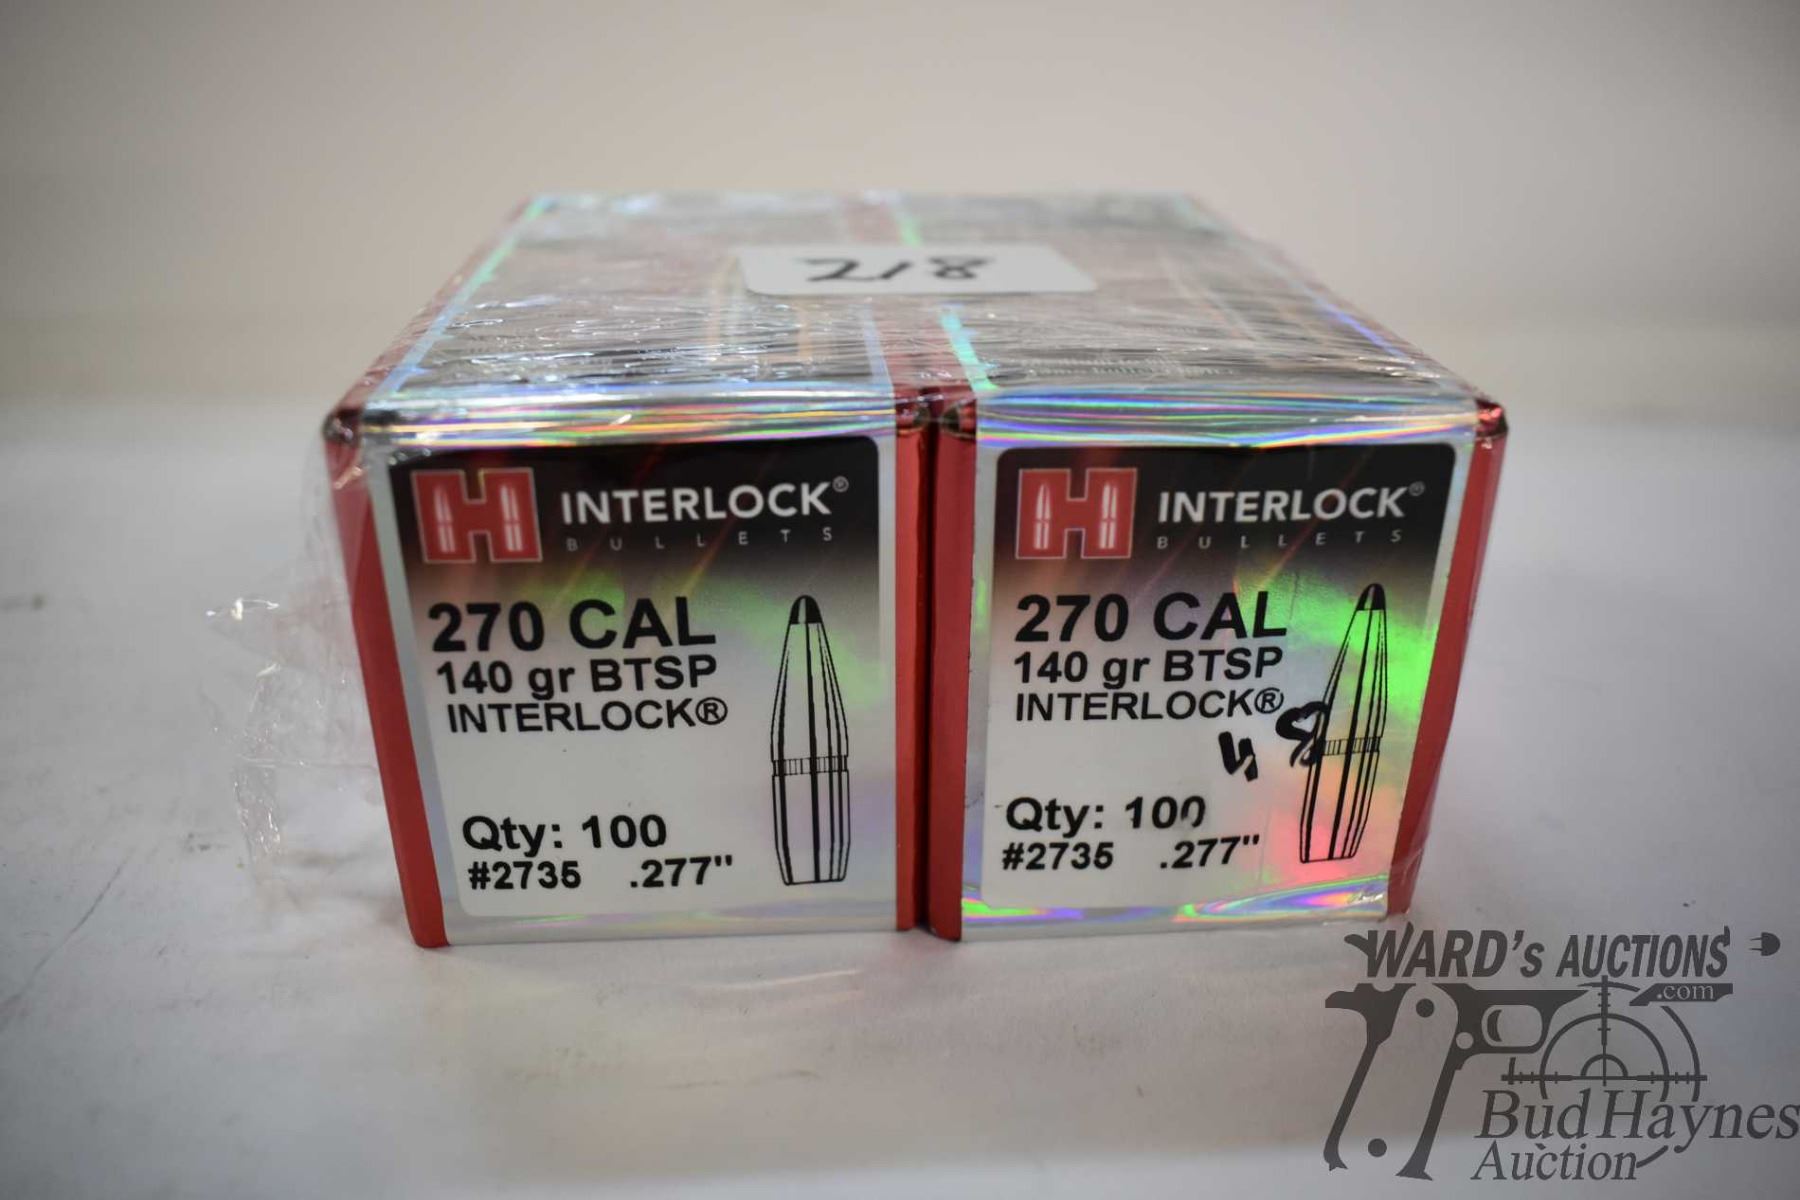 812
INTERLOCK®
BULLETS
270 CAL
140 gr BTSP
INTERLOCK®
Qty: 100
#2735 .277"
INTERLOCK®
BULLETS
270 CAL
140 gr BTSP
INTERLOCK®
Qty: 100
#2735 .277"
WARD's AUCTIONS
.com
Bud Haynes
Auction